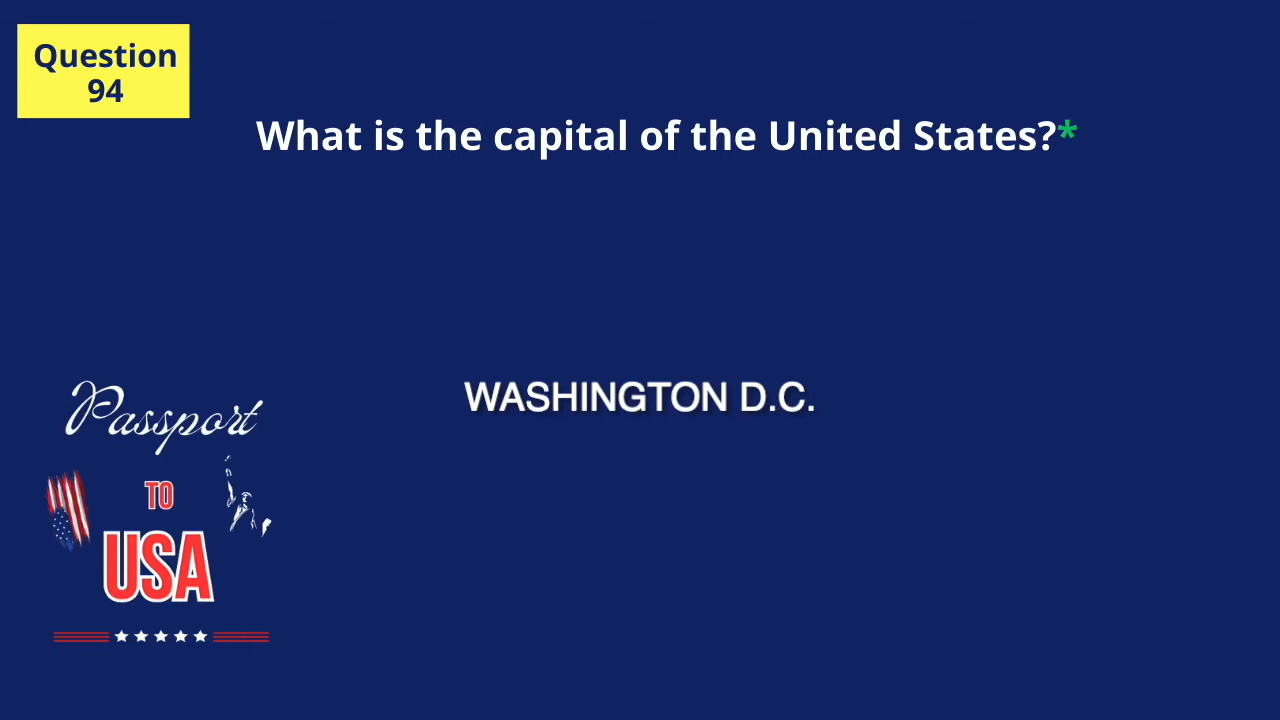 Question
94
What is the capital of the United States?*
WASHINGTON D.C.
Passport
TO
USA